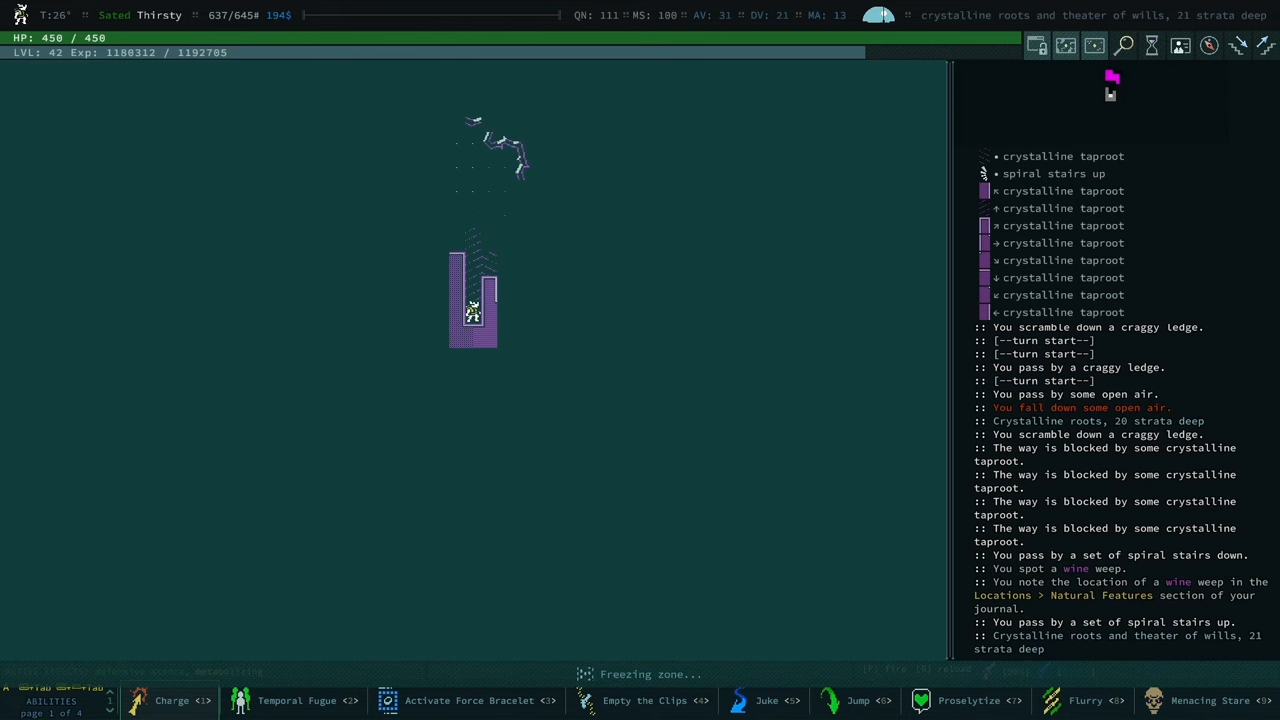 T:26° :: Sated Thirsty :: 637/645# 194$ QN: 111 :: MS: 100 :: AV: 31 :: DV: 21 :: MA: 13 :: crystalline roots and theater of wills, 21 strata deep
HP: 450 / 450
LVL: 42 Exp: 1180312 / 1192705
• crystalline taproot
• spiral stairs up
↖ crystalline taproot
↑ crystalline taproot
↗ crystalline taproot
→ crystalline taproot
↘ crystalline taproot
↓ crystalline taproot
↙ crystalline taproot
← crystalline taproot
:: You scramble down a craggy ledge.
:: [--turn start--]
:: [--turn start--]
:: You pass by a craggy ledge.
:: [--turn start--]
:: You pass by some open air.
:: You fall down some open air.
:: Crystalline roots, 20 strata deep
:: You scramble down a craggy ledge.
:: The way is blocked by some crystalline
taproot.
:: The way is blocked by some crystalline
taproot.
:: The way is blocked by some crystalline
taproot.
:: The way is blocked by some crystalline
taproot.
:: You pass by a set of spiral stairs down.
:: You spot a wine weep.
:: You note the location of a wine weep in the
Locations > Natural Features section of your
journal.
:: You pass by a set of spiral stairs up.
:: Crystalline roots and theater of wills, 21
strata deep
Freezing zone...
ABILITIES
page 1 of 4
Charge <1>
Temporal Fugue <2>
Activate Force Bracelet <3>
Empty the Clips <4>
Juke <5>
Jump <6>
Proselytize <7>
Flurry <8>
Menacing Stare <9>